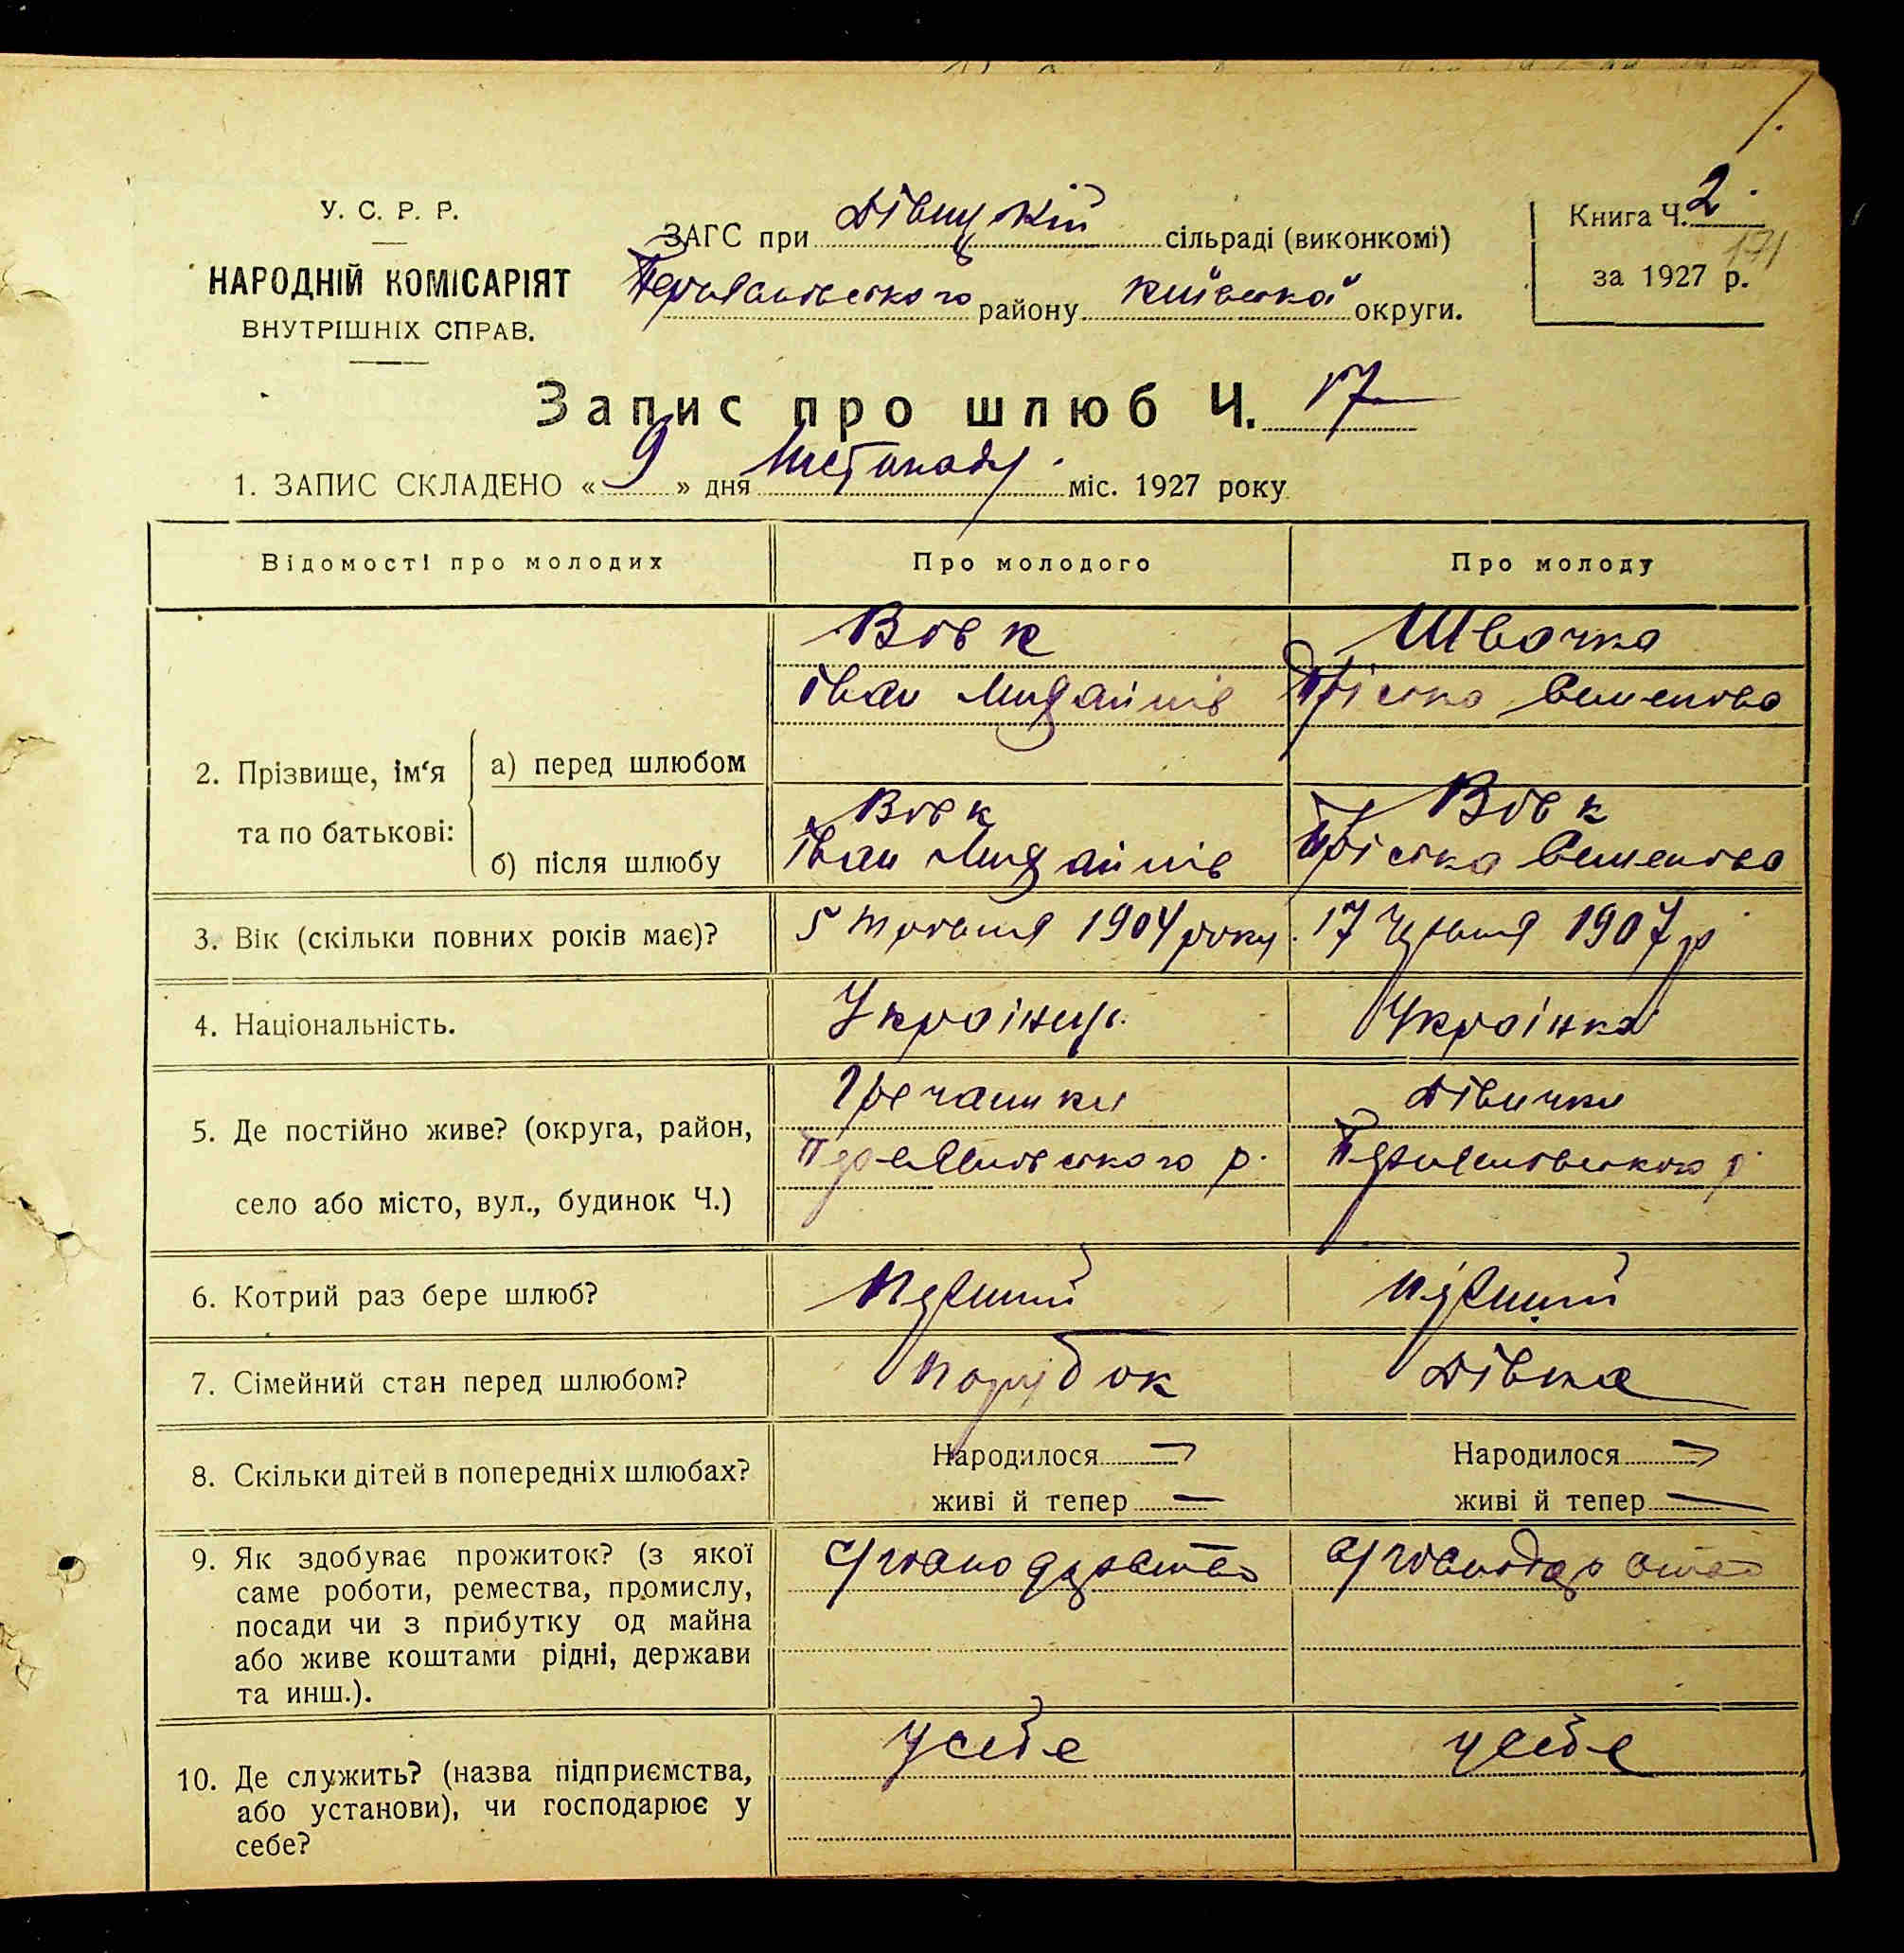 У. С. Р. Р.
НАРОДНІЙ КОМІСАРІЯТ
ВНУТРІШНІХ СПРАВ.
ЗАГС при Дівицькій сільраді (виконкомі)
району Київської округи.
Книга Ч. 2
171
за 1927 р.
Запис про шлюб Ч. 17
1. ЗАПИС СКЛАДЕНО « 9 » дня Листопаду міс. 1927 року
Відомості про молодих Про молодого Про молоду
2. Прізвище, ім‘я та по батькові:
а) перед шлюбом
Вовк
Іван Михайлів
Швачка
Семенова
б) після шлюбу
Вовк
Іван Михайлів
Вовк
Семенова
3. Вік (скільки повних років має)? 5 Травня 1904 року. 17 1907 р
4. Національність. Українець Українка
5. Де постійно живе? (округа, район,
село або місто, вул., будинок Ч.)
Гречаники
р.
Дівички
р.
6. Котрий раз бере шлюб? Перший Перший
7. Сімейний стан перед шлюбом? Парубок Дівка
8. Скільки дітей в попередніх шлюбах?
Народилося —
живі й тепер —
Народилося —
живі й тепер —
9. Як здобуває прожиток? (з якої
саме роботи, ремества, промислу,
посади чи з прибутку од майна
або живе коштами рідні, держави
та инш.).
10. Де служить? (назва підприємства,
або установи), чи господарює у
себе?
у себе
у себе